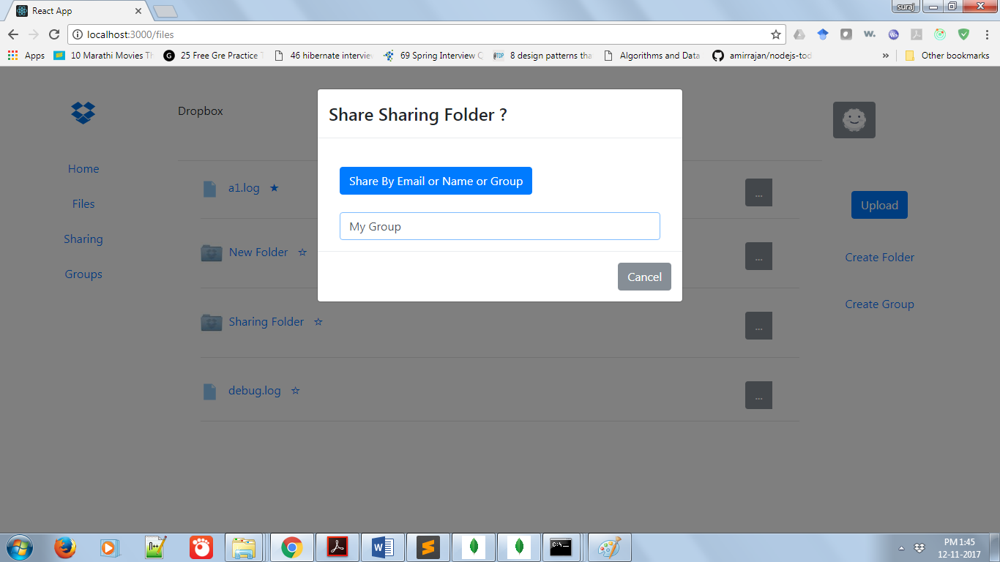 React App
suraj
localhost:3000/files
Apps
10 Marathi Movies Th
25 Free Gre Practice T
46 hibernate interview
69 Spring Interview Q
8 design patterns tha
Algorithms and Data
amirrajan/nodejs-tod
»
Other bookmarks
Dropbox
Home
Files
Sharing
Groups
Share Sharing Folder ?
Share By Email or Name or Group
My Group
Cancel
a1.log ★
...
New Folder ☆
...
Sharing Folder ☆
...
debug.log ☆
...
Upload
Create Folder
Create Group
PM 1:45
12-11-2017